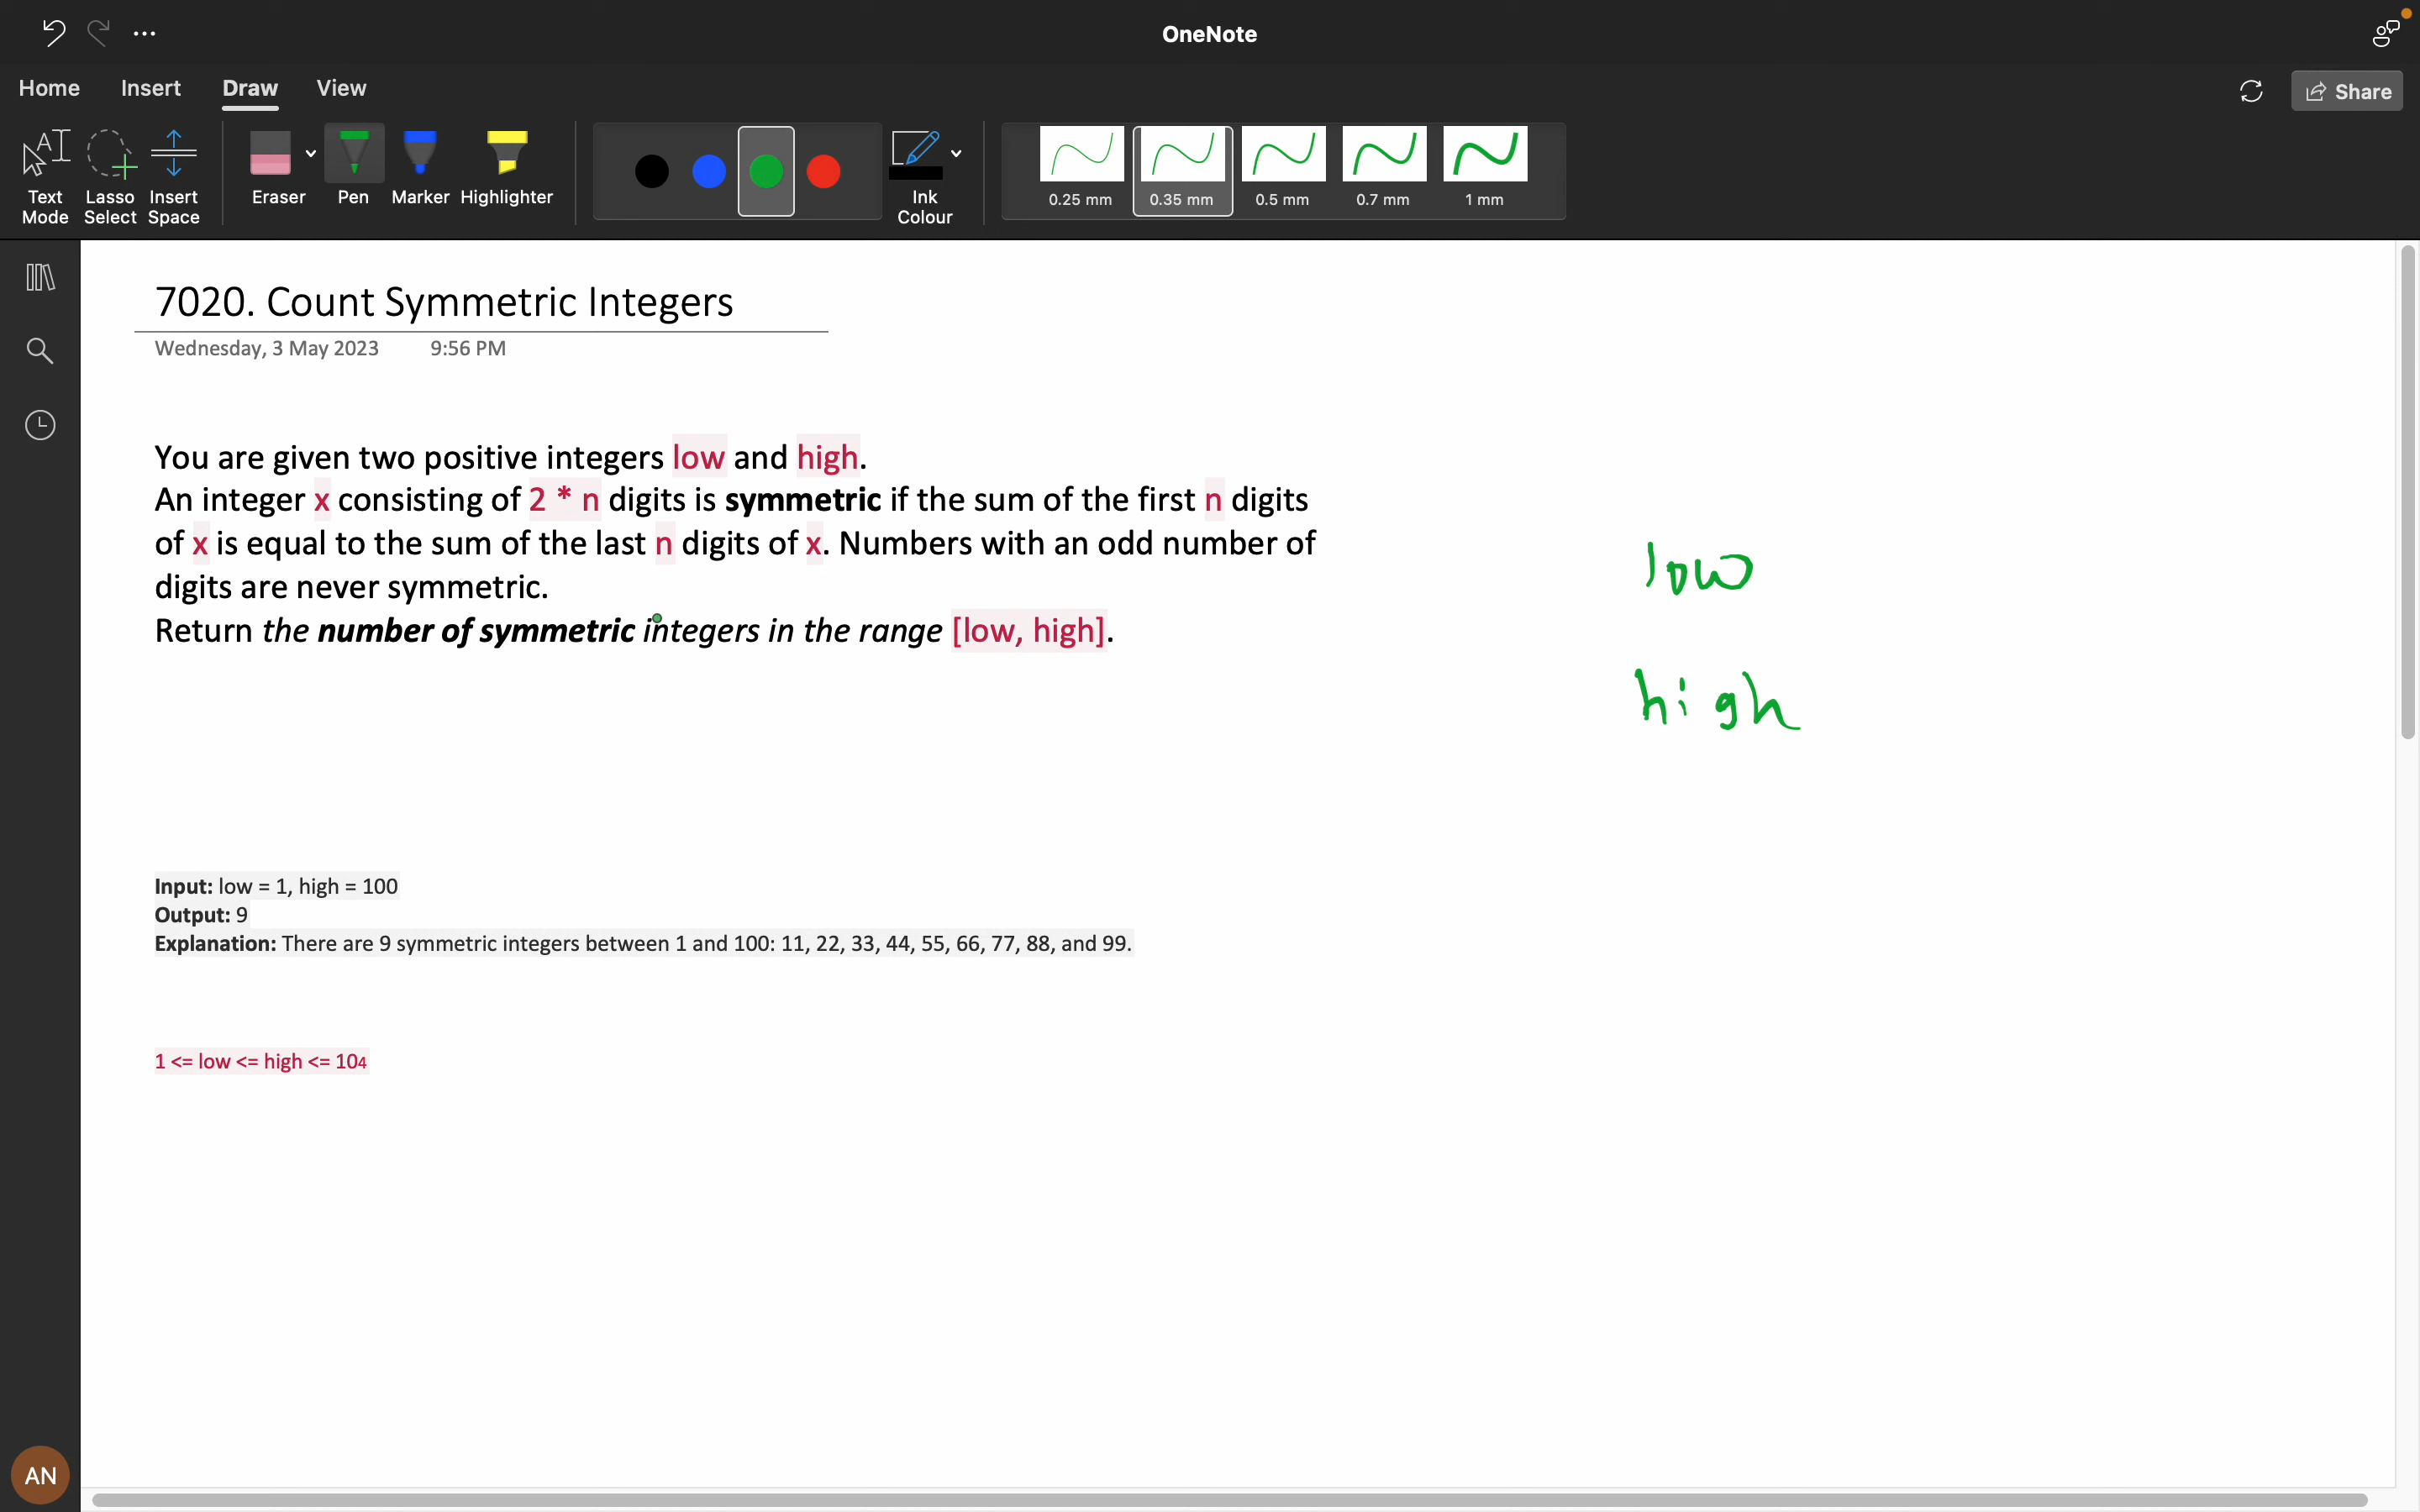 OneNote
Home Insert Draw View
Share
Text Mode
Lasso Select
Insert Space
Eraser
Pen
Marker
Highlighter
Ink Colour
0.25 mm
0.35 mm
0.5 mm
0.7 mm
1 mm
7020. Count Symmetric Integers
Wednesday, 3 May 2023 9:56 PM
You are given two positive integers low and high.
An integer x consisting of 2 * n digits is symmetric if the sum of the first n digits
of x is equal to the sum of the last n digits of x. Numbers with an odd number of
digits are never symmetric.
Return the number of symmetric integers in the range [low, high].
low
high
Input: low = 1, high = 100
Output: 9
Explanation: There are 9 symmetric integers between 1 and 100: 11, 22, 33, 44, 55, 66, 77, 88, and 99.
1 <= low <= high <= 104
AN